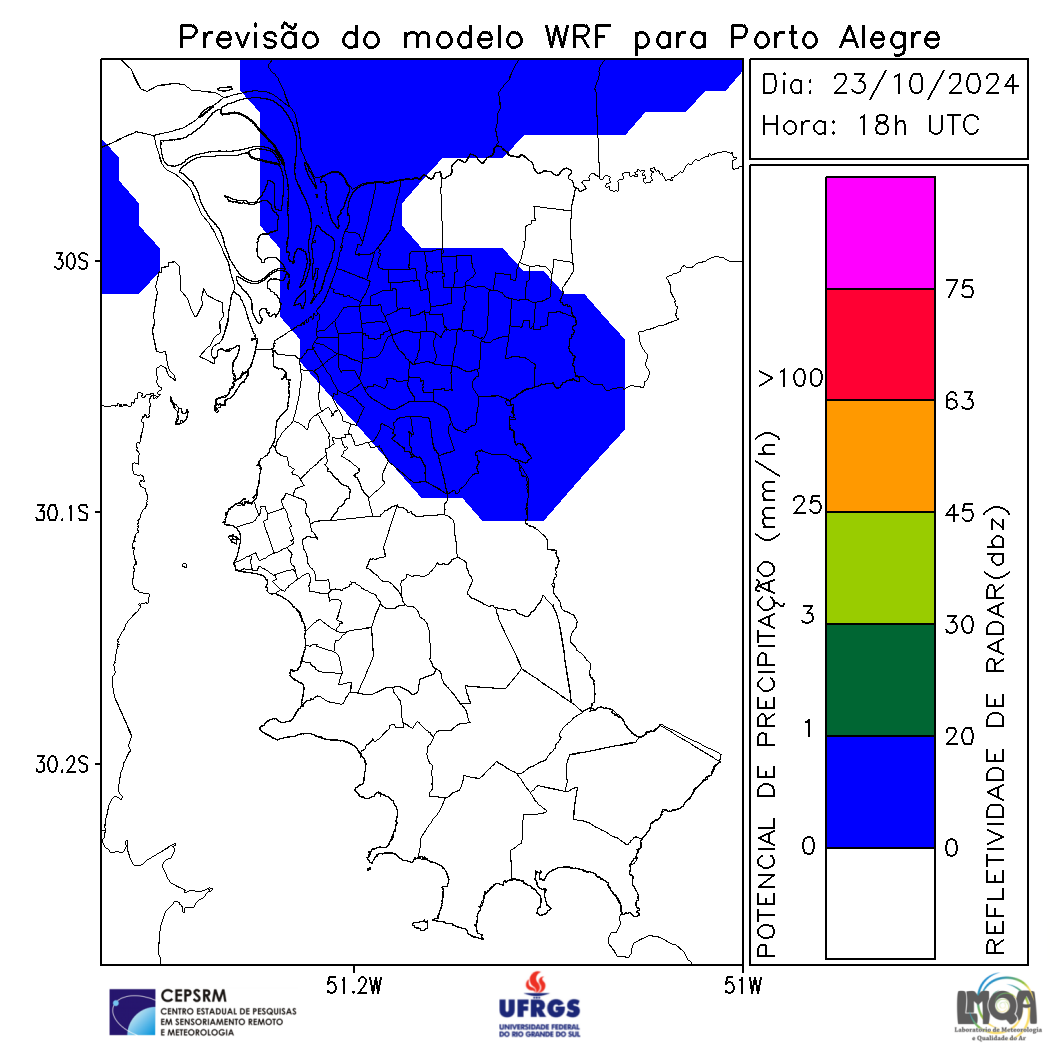 Previsão do modelo WRF para Porto Alegre
Dia: 23/10/2024
Hora: 18h UTC
30S
30.1S
30.2S
51.2W
51W
POTENCIAL DE PRECIPITAÇÃO (mm/h)
>100
25
3
1
0
75
63
45
30
20
0
REFLETIVIDADE DE RADAR(dbz)
CEPSRM
CENTRO ESTADUAL DE PESQUISAS
EM SENSORIAMENTO REMOTO
E METEOROLOGIA
UFRGS
UNIVERSIDADE FEDERAL
DO RIO GRANDE DO SUL
LMQA
Laboratório de Meteorologia
e Qualidade do Ar